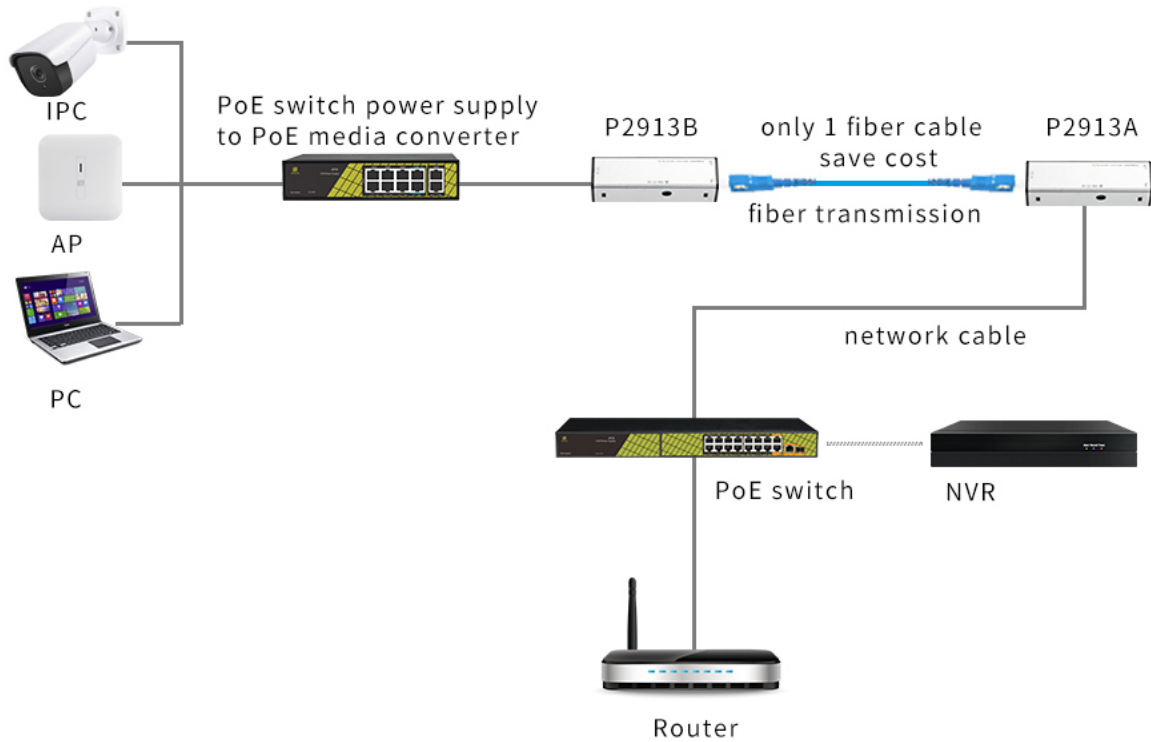 IPC
PoE switch power supply
to PoE media converter
P2913B
only 1 fiber cable
save cost
P2913A
fiber transmission
AP
network cable
PC
PoE switch
NVR
Router